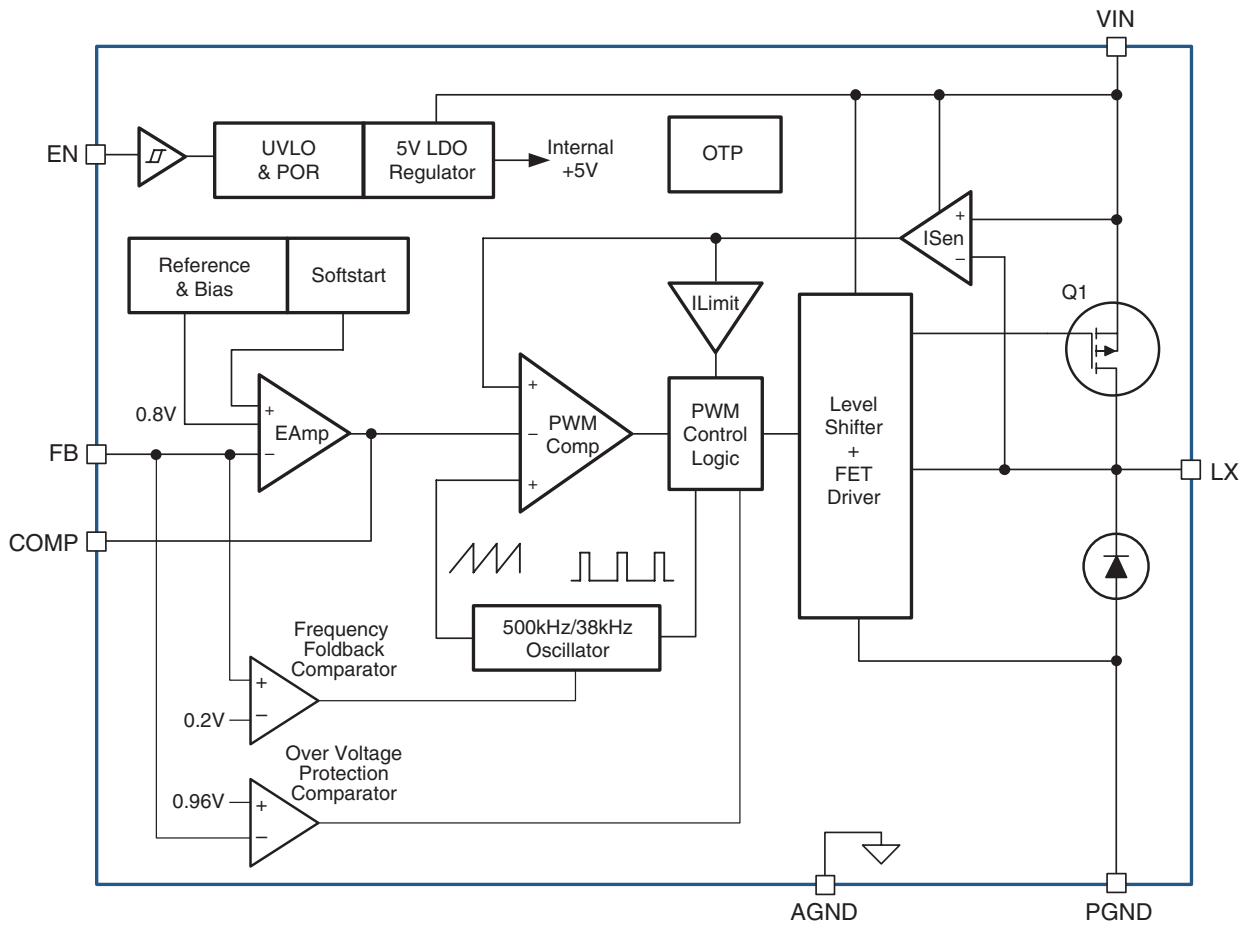 VIN
EN
UVLO
& POR
5V LDO
Regulator
Internal
+5V
OTP
+
ISen
–
Reference
& Bias
Softstart
ILimit
Q1
0.8V
+
EAmp
–
+
–
PWM
Comp
+
PWM
Control
Logic
Level
Shifter
+
FET
Driver
FB
LX
COMP
500kHz/38kHz
Oscillator
Frequency
Foldback
Comparator
+
–
0.2V
Over Voltage
Protection
Comparator
0.96V
+
–
AGND
PGND